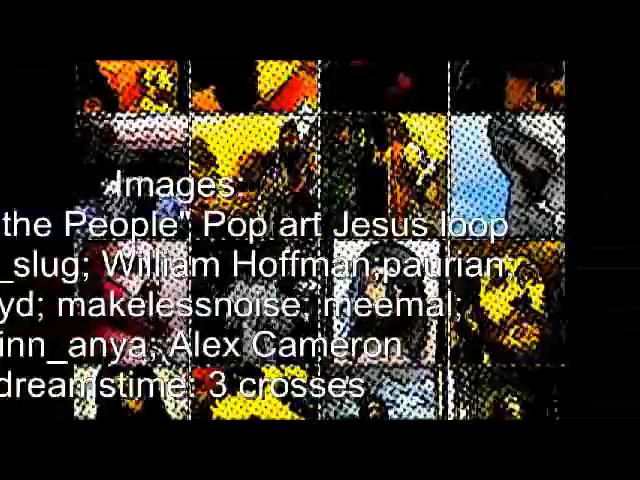 Images:
the People" Pop art Jesus loop
_slug; William Hoffman;paurian;
yd; makelessnoise; meemal;
inn_anya; Alex Cameron
dreamstime: 3 crosses